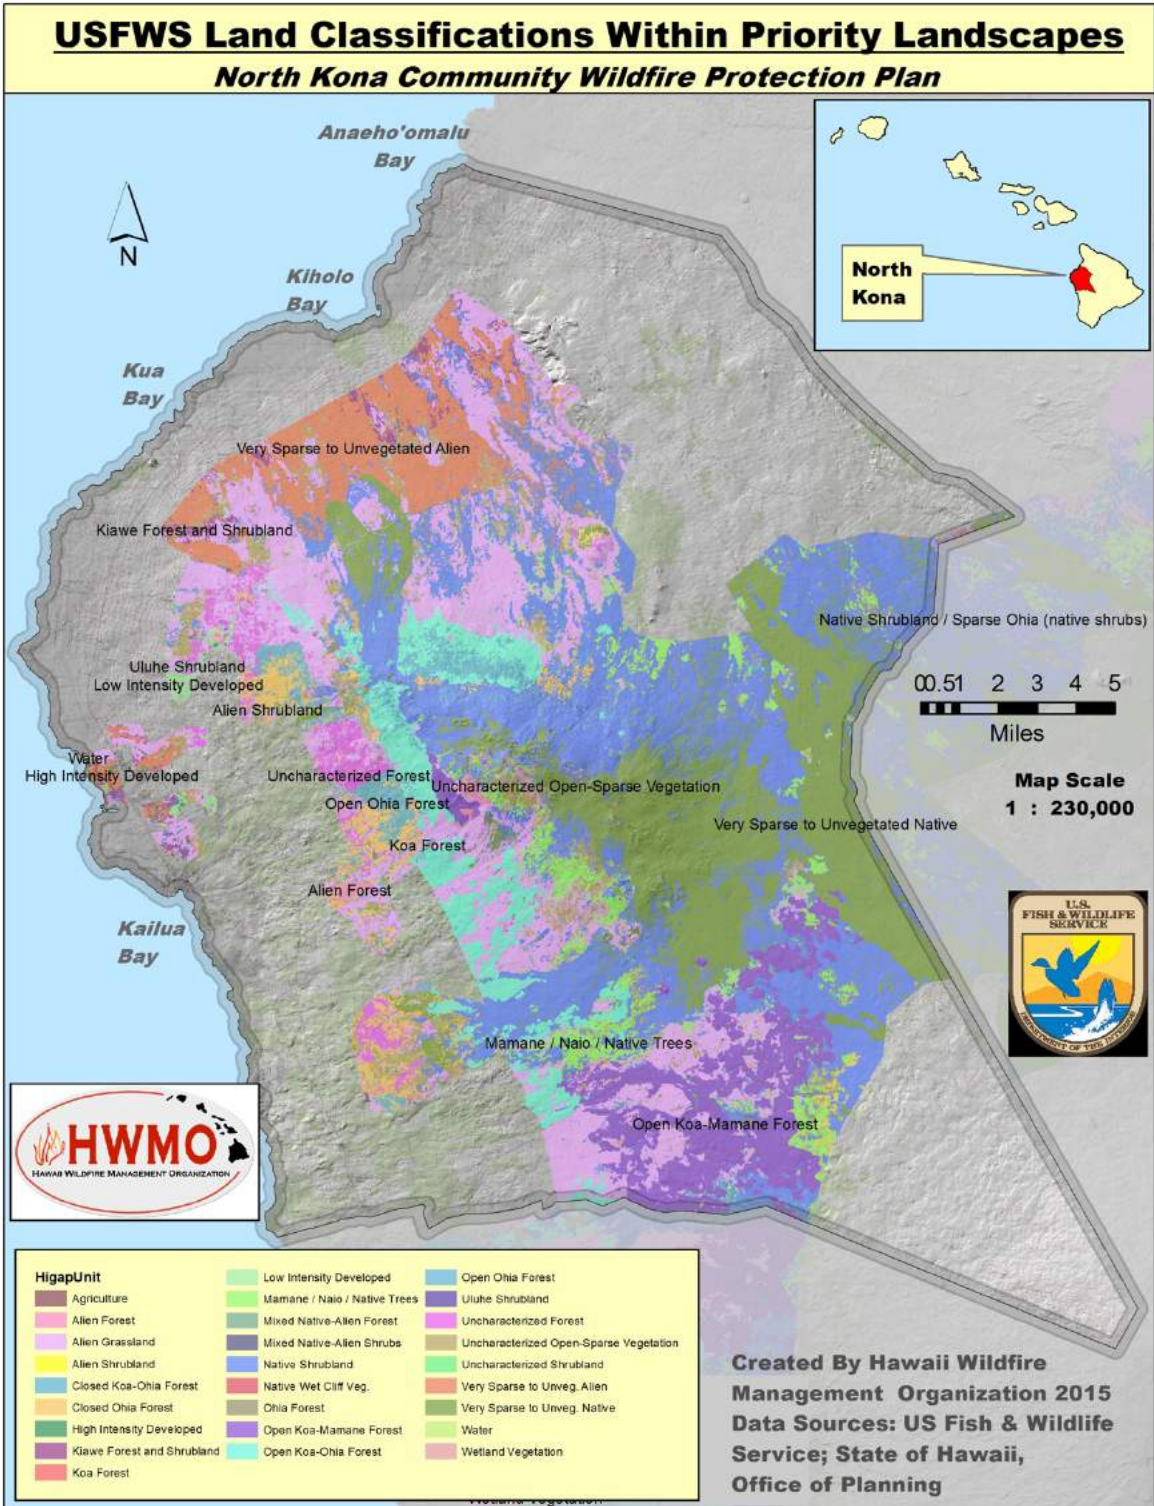 USFWS Land Classifications Within Priority Landscapes
North Kona Community Wildfire Protection Plan
Anaeho'omalu
Bay
N
Kiholo
Bay
Kua
Bay
North
Kona
Very Sparse to Unvegetated Alien
Kiawe Forest and Shrubland
Native Shrubland / Sparse Ohia (native shrubs)
Uluhe Shrubland
Low Intensity Developed
Alien Shrubland
00.51 2 3 4 5
Miles
Water
High Intensity Developed
Uncharacterized Forest
Uncharacterized Open-Sparse Vegetation
Open Ohia Forest
Map Scale
1 : 230,000
Very Sparse to Unvegetated Native
Koa Forest
Alien Forest
Kailua
Bay
U.S.
FISH & WILDLIFE
SERVICE
DEPARTMENT OF THE INTERIOR
Mamane / Naio / Native Trees
Open Koa-Mamane Forest
HWMO
HAWAII WILDFIRE MANAGEMENT ORGANIZATION
HigapUnit
Agriculture
Alien Forest
Alien Grassland
Alien Shrubland
Closed Koa-Ohia Forest
Closed Ohia Forest
High Intensity Developed
Kiawe Forest and Shrubland
Koa Forest
Low Intensity Developed
Mamane / Naio / Native Trees
Mixed Native-Alien Forest
Mixed Native-Alien Shrubs
Native Shrubland
Native Wet Cliff Veg.
Ohia Forest
Open Koa-Mamane Forest
Open Koa-Ohia Forest
Open Ohia Forest
Uluhe Shrubland
Uncharacterized Forest
Uncharacterized Open-Sparse Vegetation
Uncharacterized Shrubland
Very Sparse to Unveg. Alien
Very Sparse to Unveg. Native
Water
Wetland Vegetation
Created By Hawaii Wildfire
Management Organization 2015
Data Sources: US Fish & Wildlife
Service; State of Hawaii,
Office of Planning
Wetland Vegetation